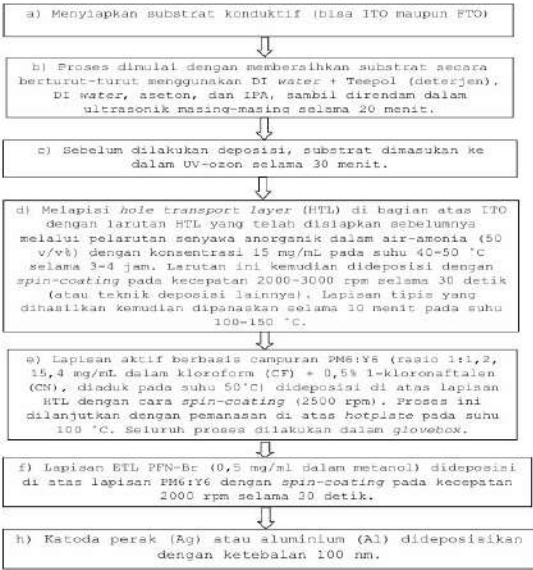 a) Menyiapkan substrat konduktif (bisa ITO maupun FTO)
b) Proses dimulai dengan membersihkan substrat secara
berturut-turut menggunakan DI water + Teepol (deterjen),
DI water, aseton, dan IPA, sambil direndam dalam
ultrasonik masing-masing selama 20 menit.
c) Sebelum dilakukan deposisi, substrat dimasukan ke
dalam UV-ozon selama 30 menit.
d) Melapisi hole transport layer (HTL) di bagian atas ITO
dengan larutan HTL yang telah disiapkan sebelumnya
melalui pelarutan senyawa anorganik dalam air-amonia (50
v/v%) dengan konsentrasi 15 mg/mL pada suhu 40-50 °C
selama 3-4 jam. Larutan ini kemudian dideposisi dengan
spin-coating pada kecepatan 2000-3000 rpm selama 30 detik
(atau teknik deposisi lainnya). Lapisan tipis yang
dihasilkan kemudian dipanaskan selama 10 menit pada suhu
100-150 °C.
e) Lapisan aktif berbasis campuran PM6:Y6 (rasio 1:1,2,
15,4 mg/mL dalam kloroform (CF) + 0,5% 1-kloronaftalen
(CN), diaduk pada suhu 50°C) dideposisi di atas lapisan
HTL dengan cara spin-coating (2500 rpm). Proses ini
dilanjutkan dengan pemanasan di atas hotplate pada suhu
100 °C. Seluruh proses dilakukan dalam glovebox.
f) Lapisan ETL PFN-Br (0,5 mg/ml dalam metanol) dideposisi
di atas lapisan PM6:Y6 dengan spin-coating pada kecepatan
2000 rpm selama 30 detik.
h) Katoda perak (Ag) atau aluminium (Al) dideposisikan
dengan ketebalan 100 nm.